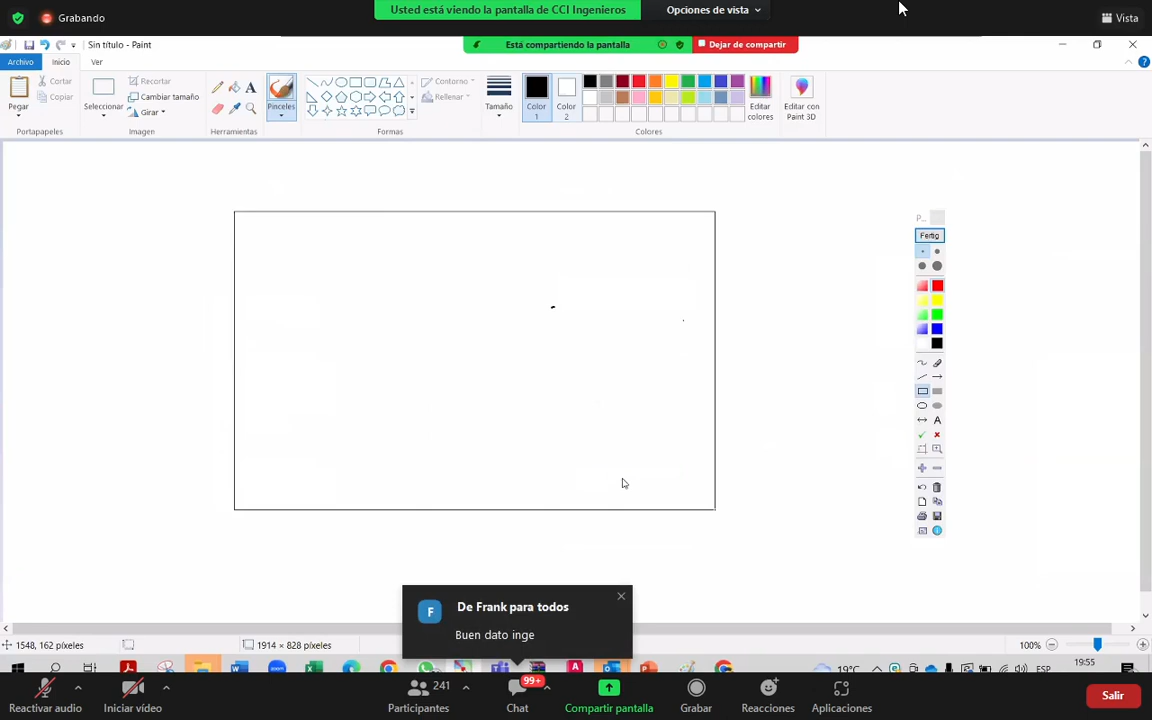 Grabando
Usted está viendo la pantalla de CCI Ingenieros
Opciones de vista
Vista
Sin título - Paint
Está compartiendo la pantalla
Dejar de compartir
Archivo
Inicio
Ver
Pegar
Cortar
Copiar
Portapapeles
Seleccionar
Recortar
Cambiar tamaño
Girar
Imagen
A
Herramientas
Pinceles
Formas
Contorno
Rellenar
Tamaño
Color 1
Color 2
Editar colores
Colores
Editar con Paint 3D
P...
Fertig
A
De Frank para todos
F
Buen dato inge
1548, 162 píxeles
1914 × 828 píxeles
100%
19°C
ESP
19:55
Reactivar audio
Iniciar vídeo
241
Participantes
99+
Chat
Compartir pantalla
Grabar
Reacciones
Aplicaciones
Salir